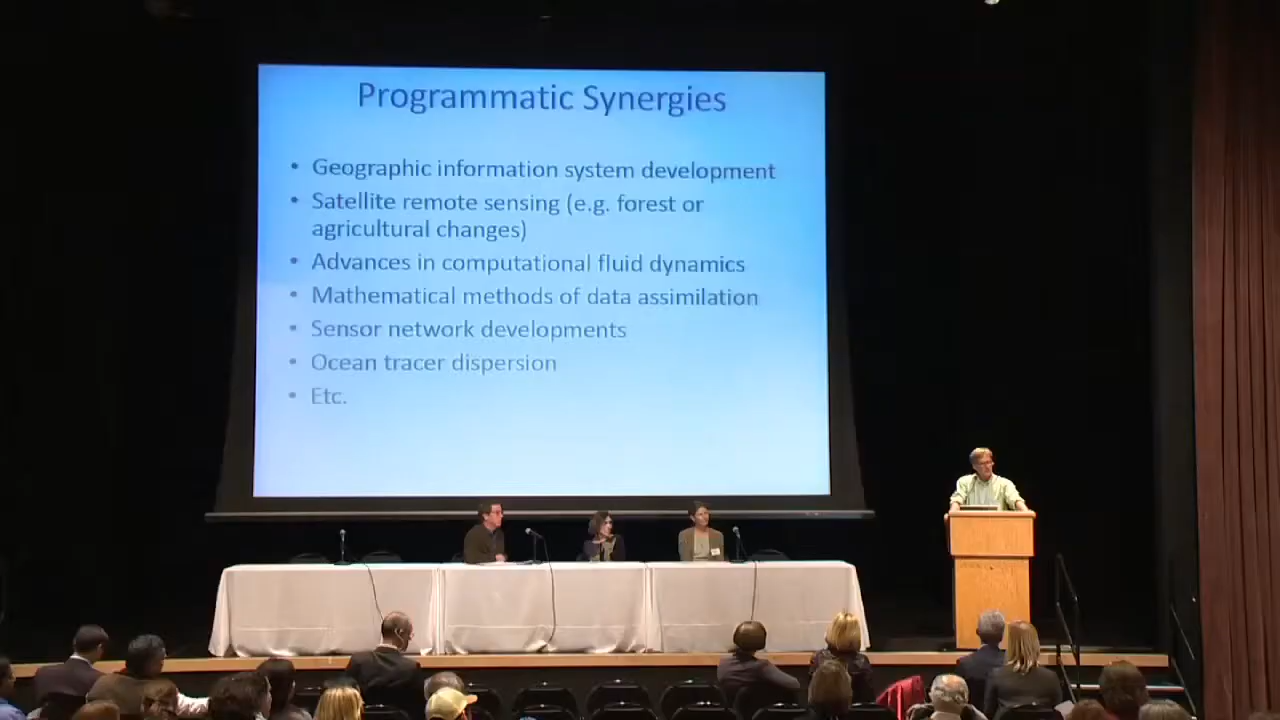 Programmatic Synergies
• Geographic information system development
• Satellite remote sensing (e.g. forest or
agricultural changes)
• Advances in computational fluid dynamics
• Mathematical methods of data assimilation
• Sensor network developments
• Ocean tracer dispersion
• Etc.